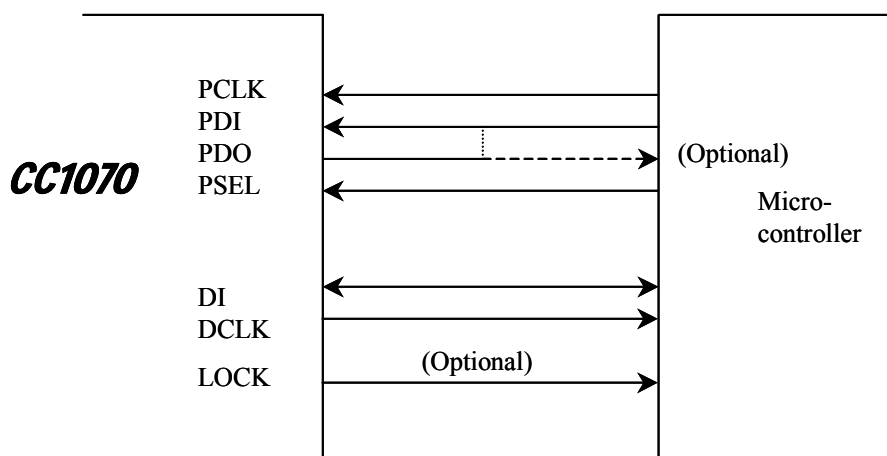 PCLK
PDI
PDO
(Optional)
CC1070
PSEL
Micro-
controller
DI
DCLK
(Optional)
LOCK